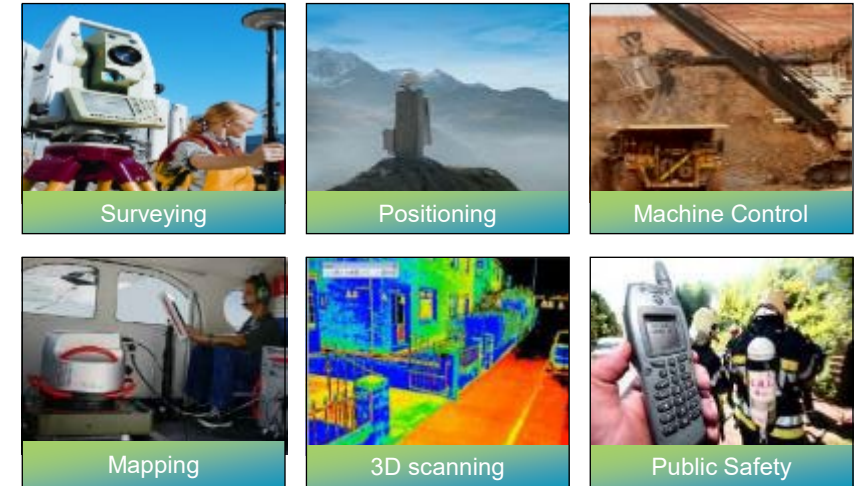 Surveying
Positioning
Machine Control
Mapping
3D scanning
Public Safety